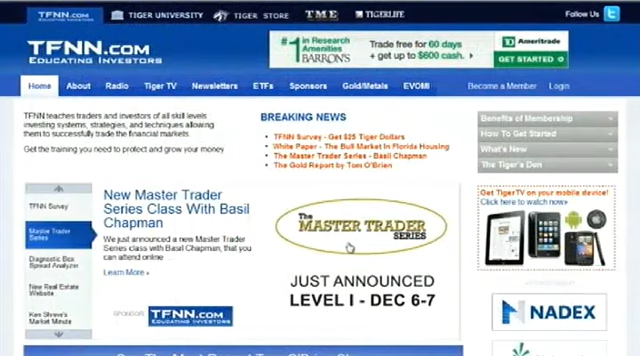 TFNN.COM
EDUCATING INVESTORS
TIGER UNIVERSITY
TIGER STORE
TME
TIGERLIFE
Follow Us
TFNN.COM
EDUCATING INVESTORS
#1 in Research
Amenities
BARRON'S
Trade free for 60 days
+ get up to $600 cash.
TD Ameritrade
GET STARTED
Home About Radio Tiger TV Newsletters ETFs Sponsors Gold/Metals EVOMI Become a Member Login
TFNN teaches traders and investors of all skill levels
investing systems, strategies, and techniques allowing
them to successfully trade the financial markets.
Get the training you need to protect and grow your money
BREAKING NEWS
TFNN Survey - Get $25 Tiger Dollars
White Paper - The Bull Market In Florida Housing
The Master Trader Series - Basil Chapman
The Gold Report by Tom O'Brien
Benefits of Membership
How To Get Started
What's New
The Tiger's Den
TFNN Survey
Master Trader
Series
Diagnostic Box
Spread Analyzer
New Real Estate
Website
Ken Shreve's
Market Minute
New Master Trader
Series Class With Basil
Chapman
We just announced a new Master Trader
Series class with Basil Chapman, that you
can attend online ...
Learn More
SPONSOR
TFNN.COM
EDUCATING INVESTORS
The
MASTER TRADER
SERIES
JUST ANNOUNCED
LEVEL I - DEC 6-7
Get TigerTV on your mobile device!
Click here to watch now
NADEX